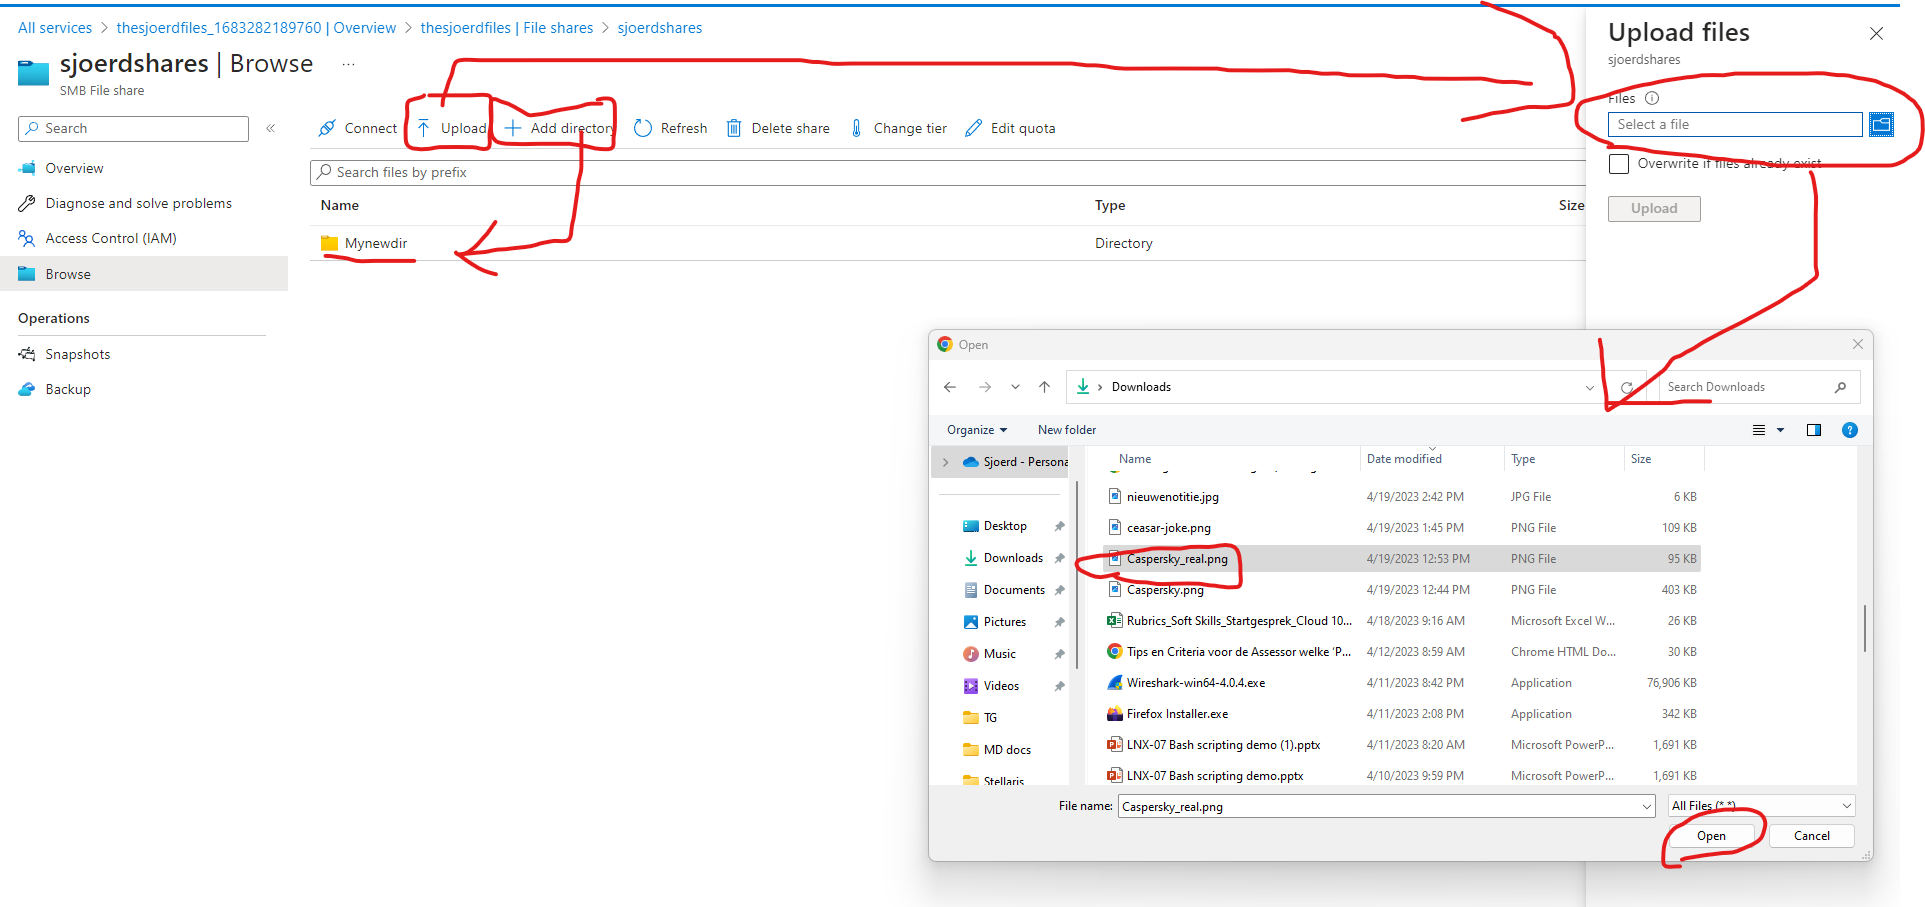 All services > thesjoerdfiles_1683282189760 | Overview > thesjoerdfiles | File shares > sjoerdshares
sjoerdshares | Browse ...
SMB File share
Search
«
Overview
Diagnose and solve problems
Access Control (IAM)
Browse
Operations
Snapshots
Backup
Connect Upload Add directory Refresh Delete share Change tier Edit quota
Search files by prefix
Name Type Size
Mynewdir Directory
Upload files
sjoerdshares
Files
Select a file
Overwrite if files already exist
Upload
Open
Downloads
Search Downloads
Organize New folder
Sjoerd - Persona
Desktop
Downloads
Documents
Pictures
Music
Videos
TG
MD docs
Stellaris
Name Date modified Type Size
nieuwenotitie.jpg 4/19/2023 2:42 PM JPG File 6 KB
ceasar-joke.png 4/19/2023 1:45 PM PNG File 109 KB
Caspersky_real.png 4/19/2023 12:53 PM PNG File 95 KB
Caspersky.png 4/19/2023 12:44 PM PNG File 403 KB
Rubrics_Soft Skills_Startgesprek_Cloud 10... 4/18/2023 9:16 AM Microsoft Excel W... 26 KB
Tips en Criteria voor de Assessor welke ‘P... 4/12/2023 8:59 AM Chrome HTML Do... 30 KB
Wireshark-win64-4.0.4.exe 4/11/2023 8:42 PM Application 76,906 KB
Firefox Installer.exe 4/11/2023 2:08 PM Application 342 KB
LNX-07 Bash scripting demo (1).pptx 4/11/2023 8:20 AM Microsoft PowerP... 1,691 KB
LNX-07 Bash scripting demo.pptx 4/10/2023 9:59 PM Microsoft PowerP... 1,691 KB
File name: Caspersky_real.png All Files (*.*)
Open Cancel